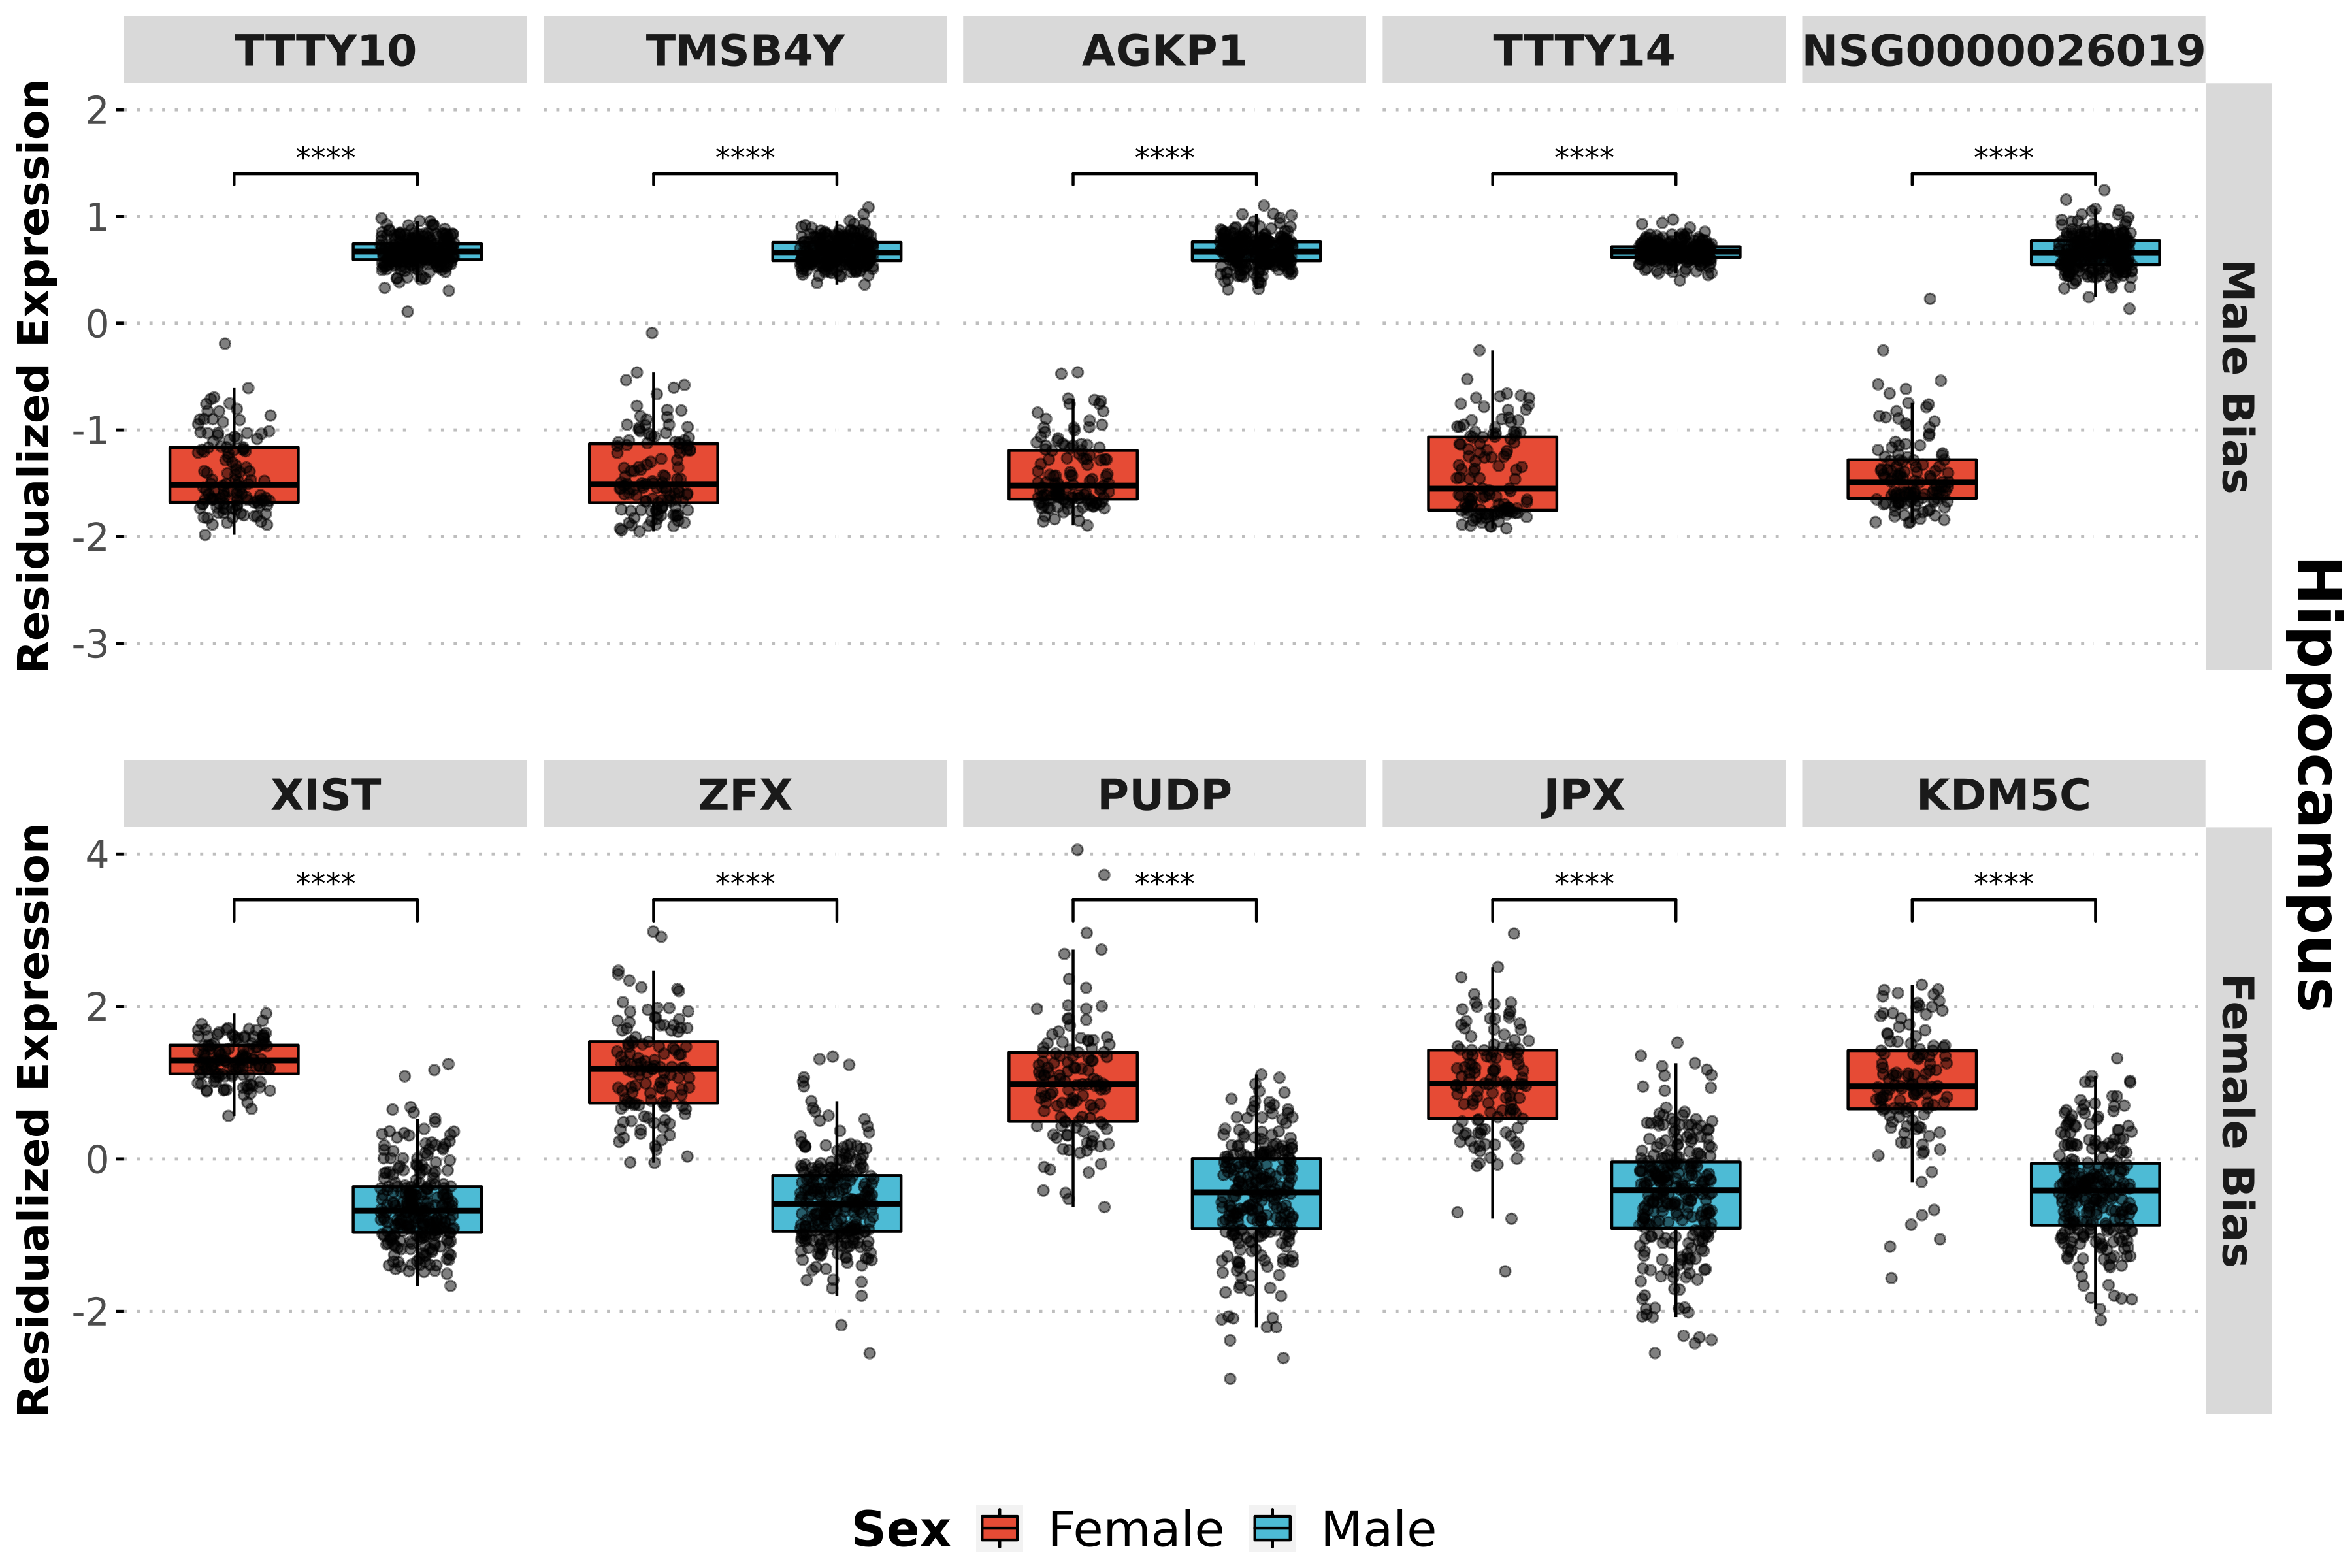 TTTY10 TMSB4Y AGKP1 TTTY14 NSG0000026019
Residualized Expression
2
1
0
-1
-2
-3
**** **** **** **** ****
Male Bias
Hippocampus
XIST ZFX PUDP JPX KDM5C
Residualized Expression
4
2
0
-2
**** **** **** **** ****
Female Bias
Sex Female Male